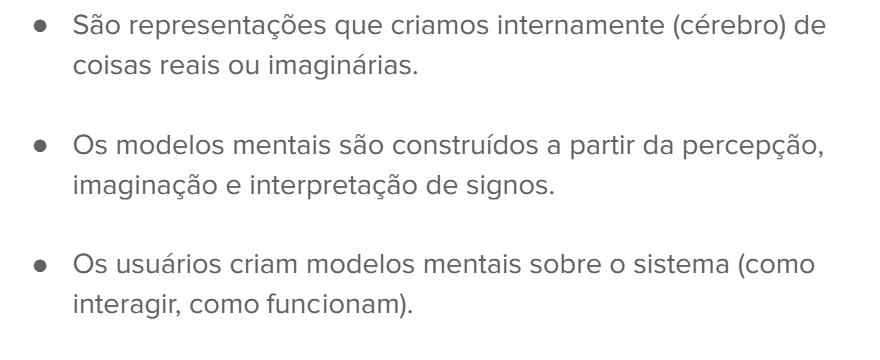 ● São representações que criamos internamente (cérebro) de
coisas reais ou imaginárias.
● Os modelos mentais são construídos a partir da percepção,
imaginação e interpretação de signos.
● Os usuários criam modelos mentais sobre o sistema (como
interagir, como funcionam).